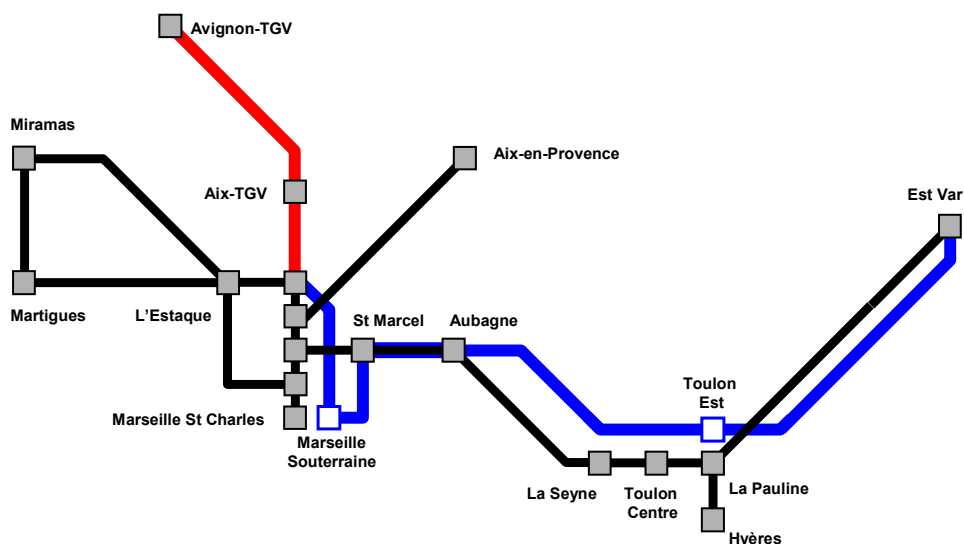 Avignon-TGV
Miramas
Aix-en-Provence
Aix-TGV
Est Var
Martigues
L'Estaque
St Marcel
Aubagne
Toulon
Est
Marseille St Charles
Marseille
Souterraine
La Seyne
Toulon
Centre
La Pauline
Hyères